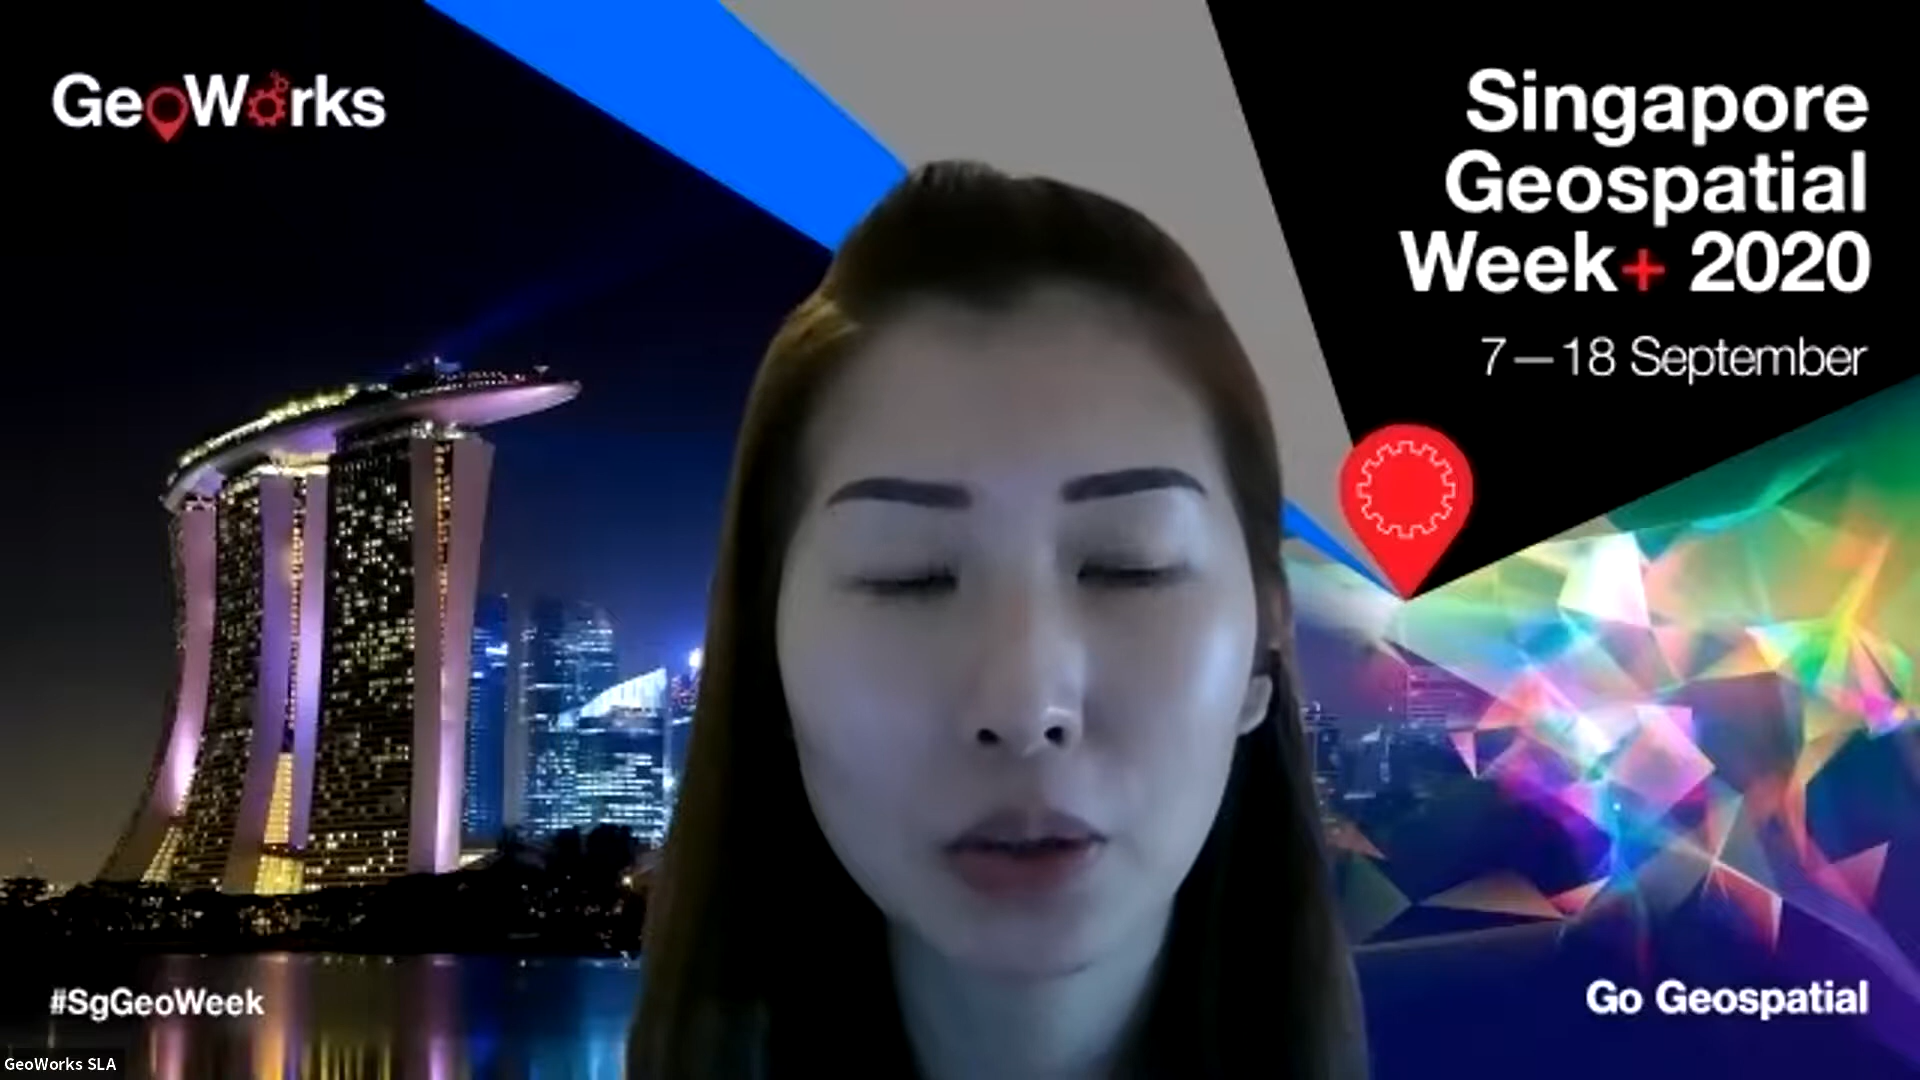 GeoWorks
Singapore
Geospatial
Week+ 2020
7—18 September
#SgGeoWeek
Go Geospatial
GeoWorks SLA